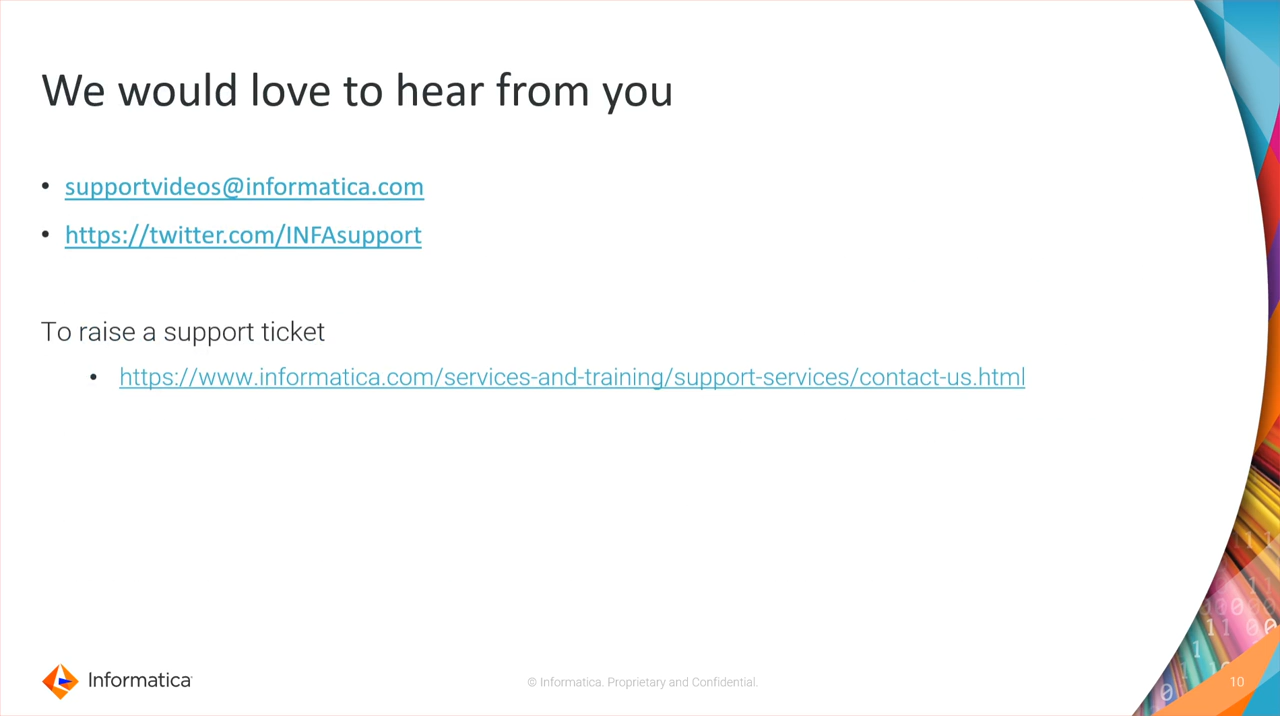 We would love to hear from you
• supportvideos@informatica.com
• https://twitter.com/INFAsupport
To raise a support ticket
• https://www.informatica.com/services-and-training/support-services/contact-us.html
Informatica
© Informatica. Proprietary and Confidential.
10